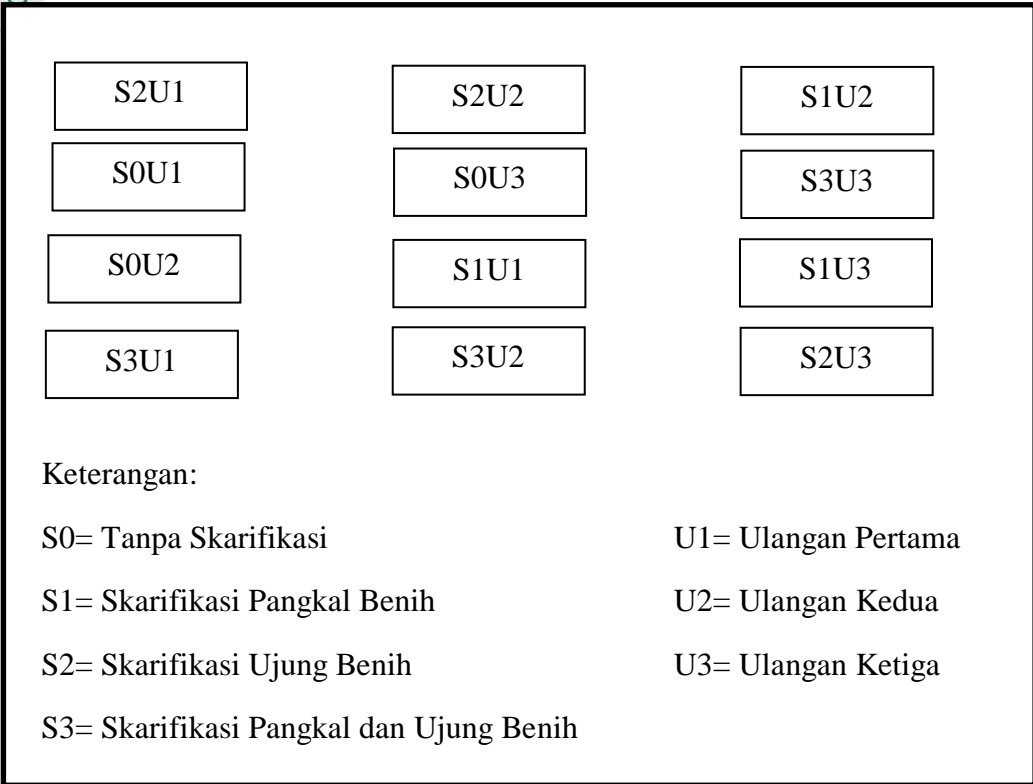 S2U1 S2U2 S1U2
S0U1 S0U3 S3U3
S0U2 S1U1 S1U3
S3U1 S3U2 S2U3
Keterangan:
S0= Tanpa Skarifikasi U1= Ulangan Pertama
S1= Skarifikasi Pangkal Benih U2= Ulangan Kedua
S2= Skarifikasi Ujung Benih U3= Ulangan Ketiga
S3= Skarifikasi Pangkal dan Ujung Benih